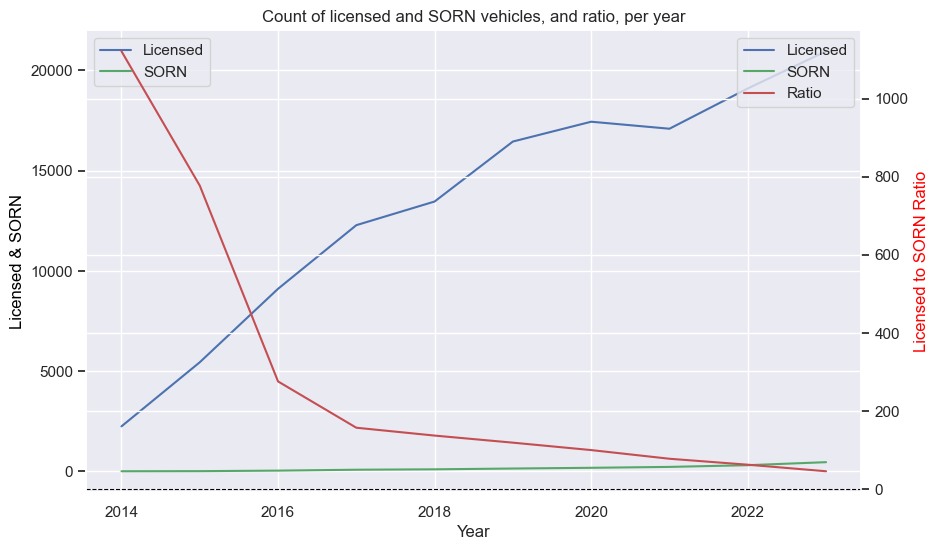 Count of licensed and SORN vehicles, and ratio, per year
Licensed
SORN
Licensed
SORN
Ratio
Licensed & SORN
20000
15000
10000
5000
0
1000
800
600
400
200
0
Licensed to SORN Ratio
2014
2016
2018
2020
2022
Year